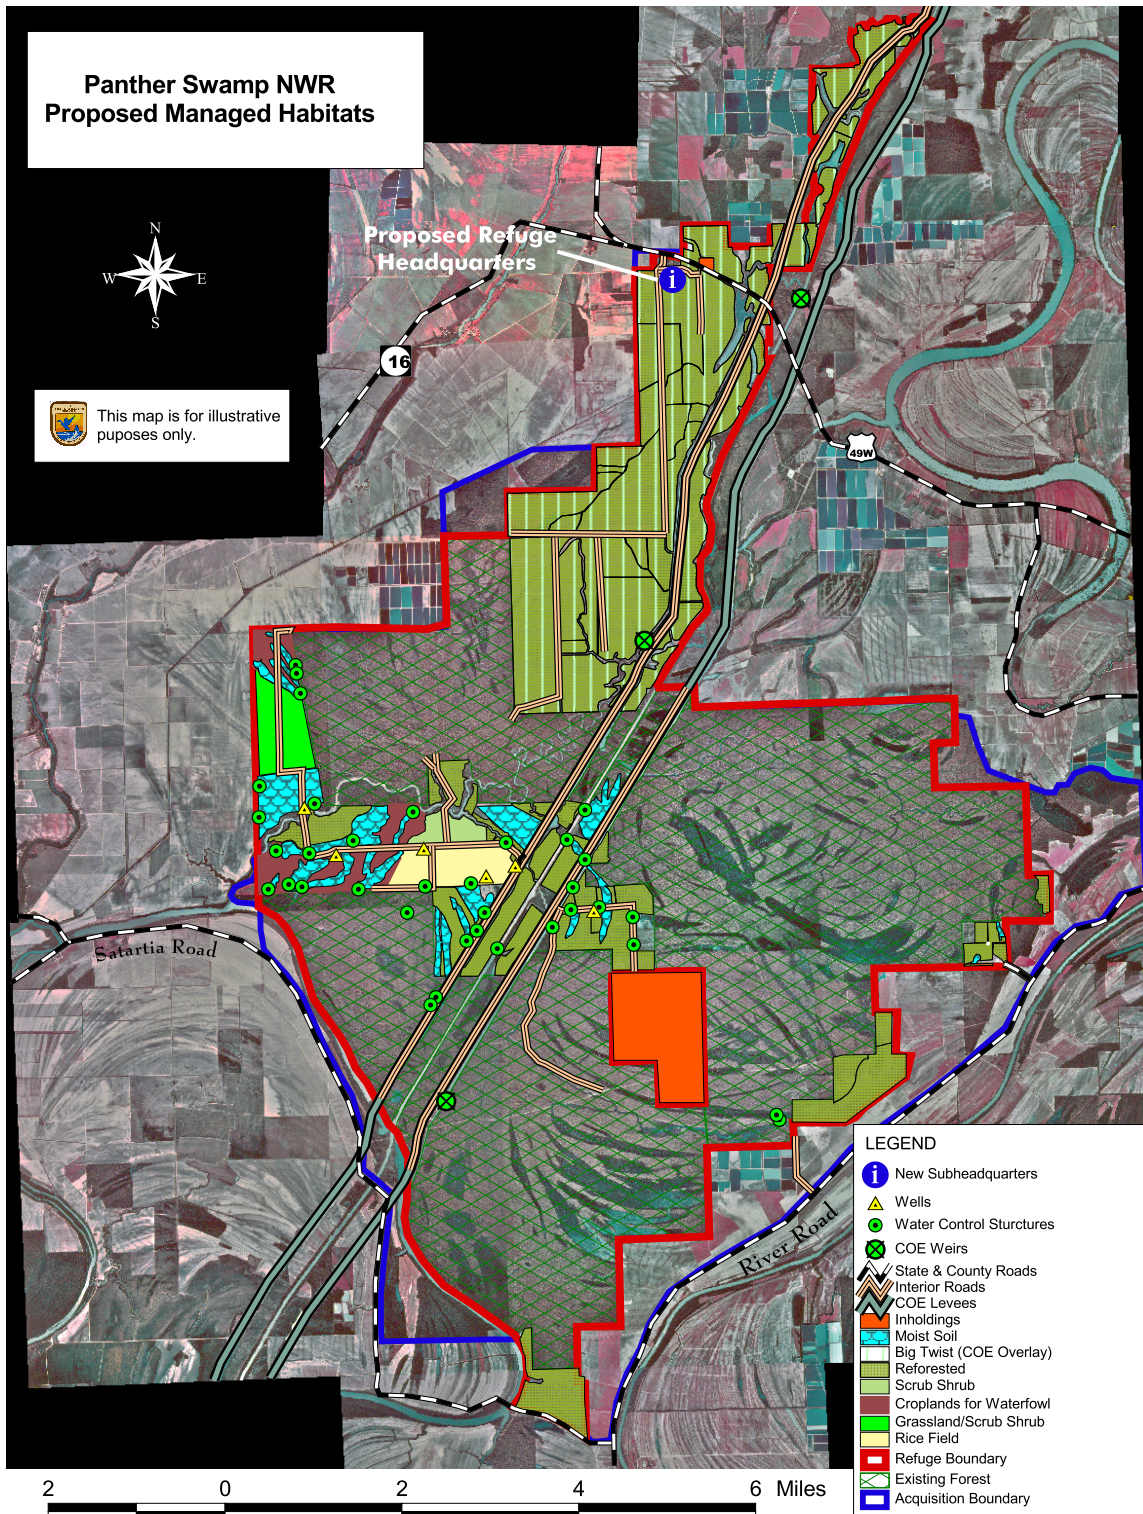 Panther Swamp NWR
Proposed Managed Habitats
N
W E
S
Proposed Refuge
Headquarters
16
This map is for illustrative
puposes only.
49W
Satartia Road
River Road
LEGEND
i New Subheadquarters
Wells
Water Control Sturctures
COE Weirs
State & County Roads
Interior Roads
COE Levees
Inholdings
Moist Soil
Big Twist (COE Overlay)
Reforested
Scrub Shrub
Croplands for Waterfowl
Grassland/Scrub Shrub
Rice Field
Refuge Boundary
Existing Forest
Acquisition Boundary
i
2 0 2 4 6 Miles